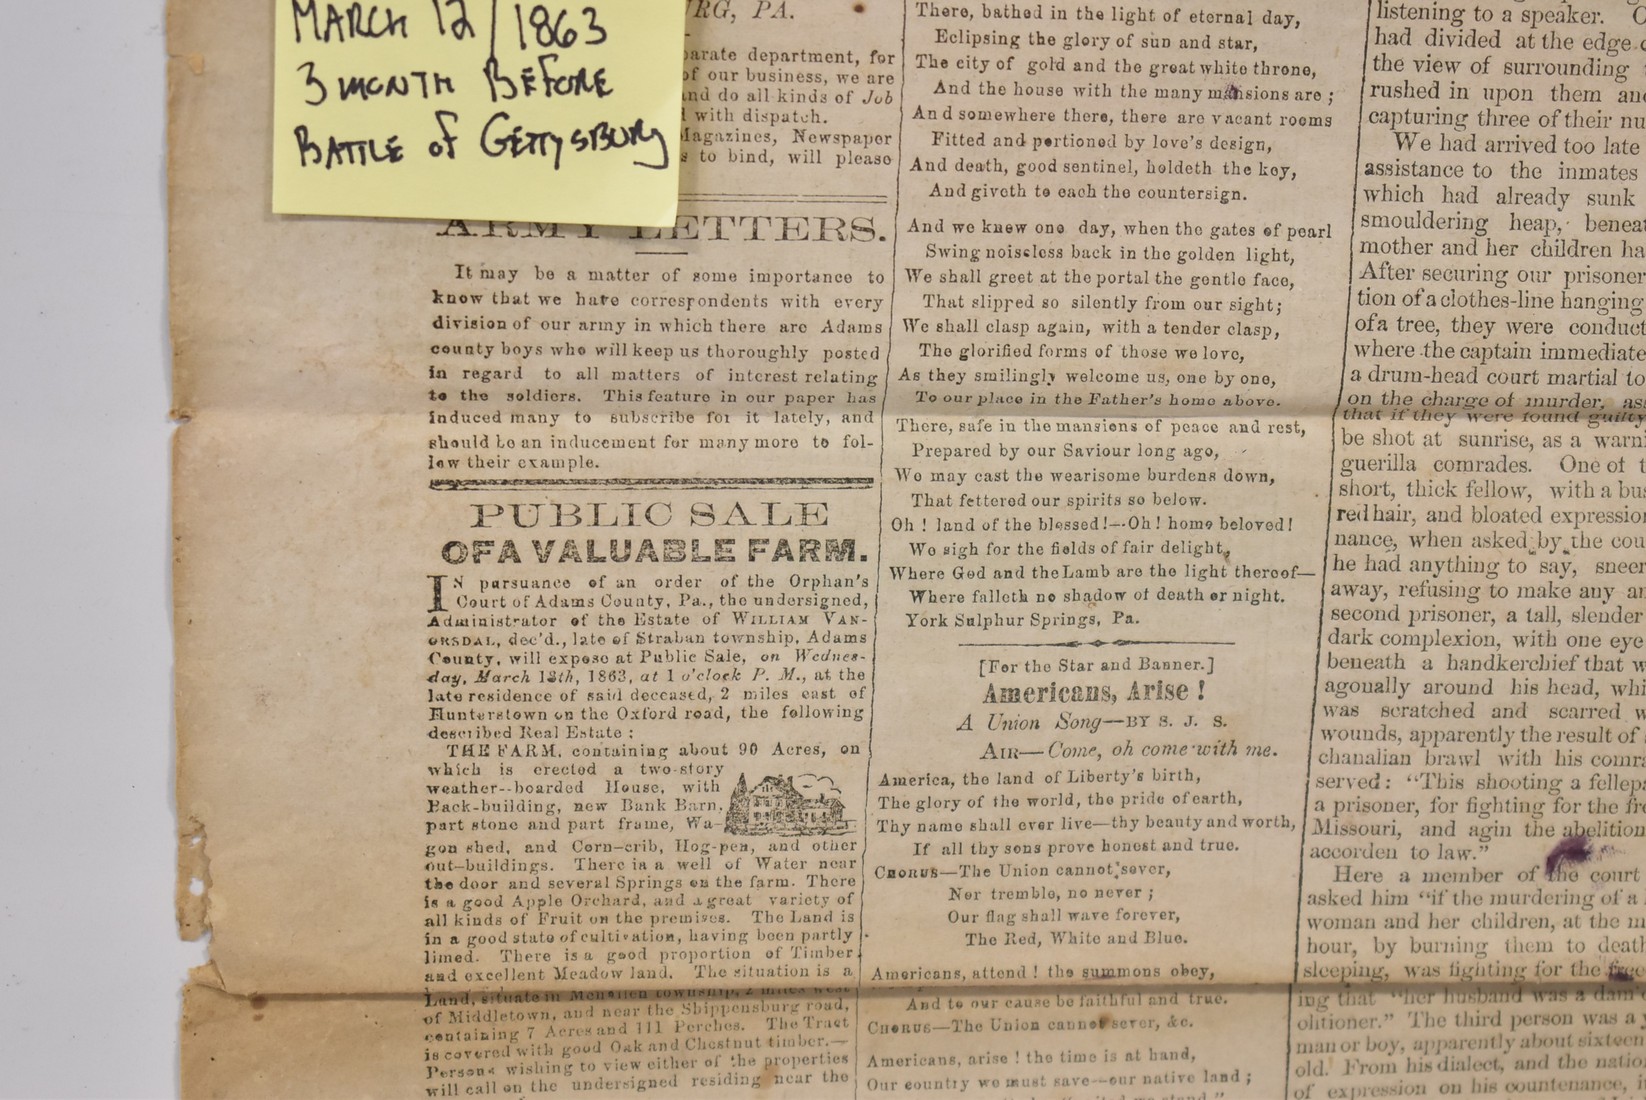 MARCH 12/1863
3 MONTH BEFORE
BATTLE of GETTYSBURG
RG, PA.
parate department, for
of our business, we are
and do all kinds of Job
with dispatch.
Magazines, Newspaper
to bind, will please
ARMY LETTERS.
It may be a matter of some importance to
know that we have correspondents with every
division of our army in which there are Adams
county boys who will keep us thoroughly posted
in regard to all matters of interest relating
to the soldiers. This feature in our paper has
induced many to subscribe for it lately, and
should be an inducement for many more to fol-
low their example.
PUBLIC SALE
OF A VALUABLE FARM.
IN pursuance of an order of the Orphan's
Court of Adams County, Pa., the undersigned,
Administrator of the Estate of WILLIAM VAN-
ORSDAL, dec'd., late of Straban township, Adams
County, will expose at Public Sale, on Wednes-
day, March 18th, 1863, at 1 o'clock P. M., at the
late residence of said deceased, 2 miles east of
Hunterstown on the Oxford road, the following
described Real Estate:
THE FARM, containing about 90 Acres, on
which is erected a two-story
weather--boarded House, with
Back-building, new Bank Barn,
part stone and part frame, Wa-
gon shed, and Corn-crib, Hog-pen, and other
out-buildings. There is a well of Water near
the door and several Springs on the farm. There
is a good Apple Orchard, and a great variety of
all kinds of Fruit on the premises. The Land is
in a good state of cultivation, having been partly
limed. There is a good proportion of Timber
and excellent Meadow land. The situation is a
Land, situate in Menallen township, 2 miles west
of Middletown, and near the Shippensburg road,
containing 7 Acres and 111 Perches. The Tract
is covered with good Oak and Chestnut timber.—
Persons wishing to view either of the properties
will call on the undersigned residing near the
There, bathed in the light of eternal day,
Eclipsing the glory of sun and star,
The city of gold and the great white throne,
And the house with the many mansions are;
And somewhere there, there are vacant rooms
Fitted and portioned by love's design,
And death, good sentinel, holdeth the key,
And giveth to each the countersign.
And we knew one day, when the gates of pearl
Swing noiseless back in the golden light,
We shall greet at the portal the gentle face,
That slipped so silently from our sight;
We shall clasp again, with a tender clasp,
The glorified forms of those we love,
As they smilingly welcome us, one by one,
To our place in the Father's home above.
There, safe in the mansions of peace and rest,
Prepared by our Saviour long ago,
We may cast the wearisome burdens down,
That fettered our spirits so below.
Oh! land of the blessed!—Oh! home beloved!
We sigh for the fields of fair delight,
Where God and the Lamb are the light thereof—
Where falleth no shadow of death or night.
York Sulphur Springs, Pa.
[For the Star and Banner.]
Americans, Arise!
A Union Song—BY S. J. S.
AIR—Come, oh come with me.
America, the land of Liberty's birth,
The glory of the world, the pride of earth,
Thy name shall ever live—thy beauty and worth,
If all thy sons prove honest and true.
CHORUS—The Union cannot sever,
Nor tremble, no never;
Our flag shall wave forever,
The Red, White and Blue.
Americans, attend! the summons obey,
And to our cause be faithful and true.
CHORUS—The Union cannot sever, &c.
Americans, arise! the time is at hand,
Our country we must save—our native land;
listening to a speaker.
had divided at the edge
the view of surrounding
rushed in upon them and
capturing three of their nu
We had arrived too late
assistance to the inmates
which had already sunk
smouldering heap, benea
mother and her children ha
After securing our prisoner
tion of a clothes-line hanging
of a tree, they were conduct
where the captain immediate
a drum-head court martial to
on the charge of murder, as
that if they were found guilty
be shot at sunrise, as a warni
guerilla comrades. One of t
short, thick fellow, with a bu
red hair, and bloated expression
nance, when asked by the cou
he had anything to say, sneer
away, refusing to make any an
second prisoner, a tall, slender
dark complexion, with one eye
beneath a handkerchief that w
agonally around his head, whi
was scratched and scarred w
wounds, apparently the result of
chanalian brawl with his comra
served: "This shooting a fellep
a prisoner, for fighting for the fr
Missouri, and agin the abelition
accorden to law."
Here a member of the court
asked him "if the murdering of a
woman and her children, at the m
hour, by burning them to death
sleeping, was fighting for the free
ing that "her husband was a dam
olitioner." The third person was a
man or boy, apparently about sixteen
old. From his dialect, and the natio
of expression on his countenance, i